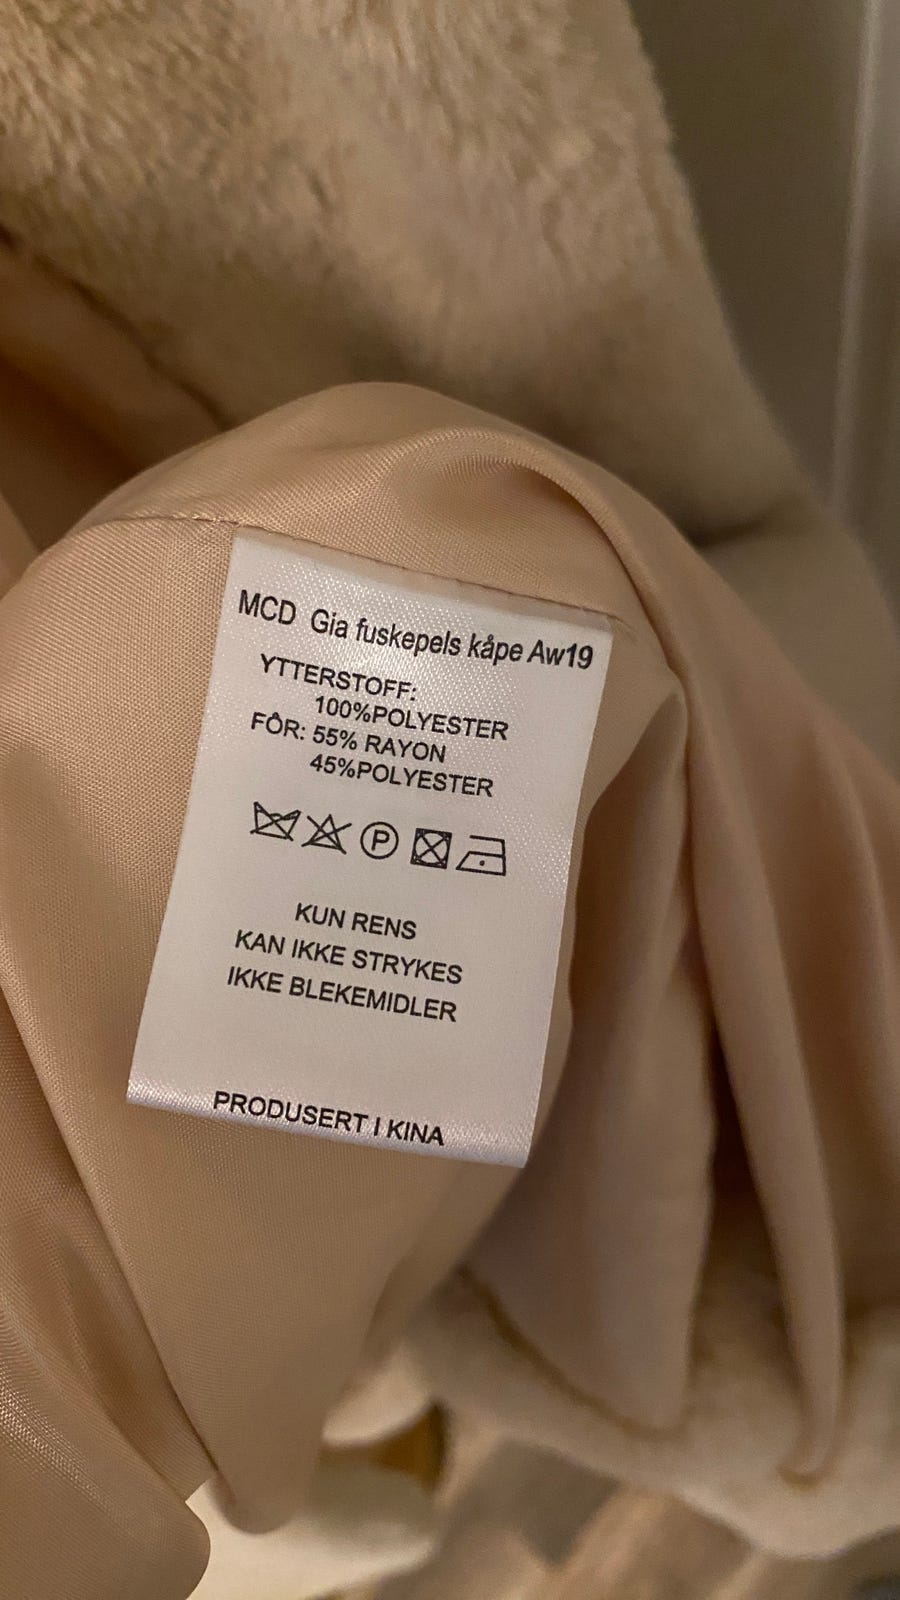 MCD Gia fuskepels kåpe Aw19
YTTERSTOFF:
100%POLYESTER
FÔR: 55% RAYON
45%POLYESTER
P
KUN RENS
KAN IKKE STRYKES
IKKE BLEKEMIDLER
PRODUSERT I KINA